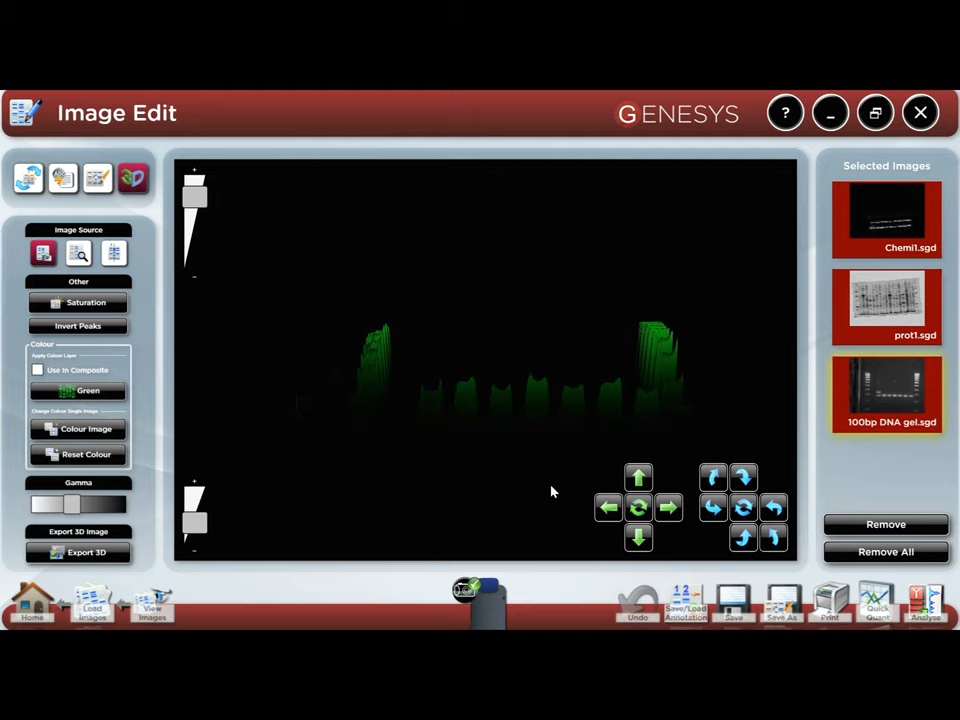 Image Edit
GENESYS
?
3D
Image Source
Other
Saturation
Invert Peaks
Colour
Apply Colour Layer
Use In Composite
Green
Change Colour Single Image
Colour Image
Reset Colour
Gamma
Export 3D Image
Export 3D
+
-
+
-
Selected Images
Chemi1.sgd
prot1.sgd
100bp DNA gel.sgd
Remove
Remove All
Home
Load Images
View Images
Undo
Save/Load Annotation
Save
Save As
Print
Quick Quant
Analyse